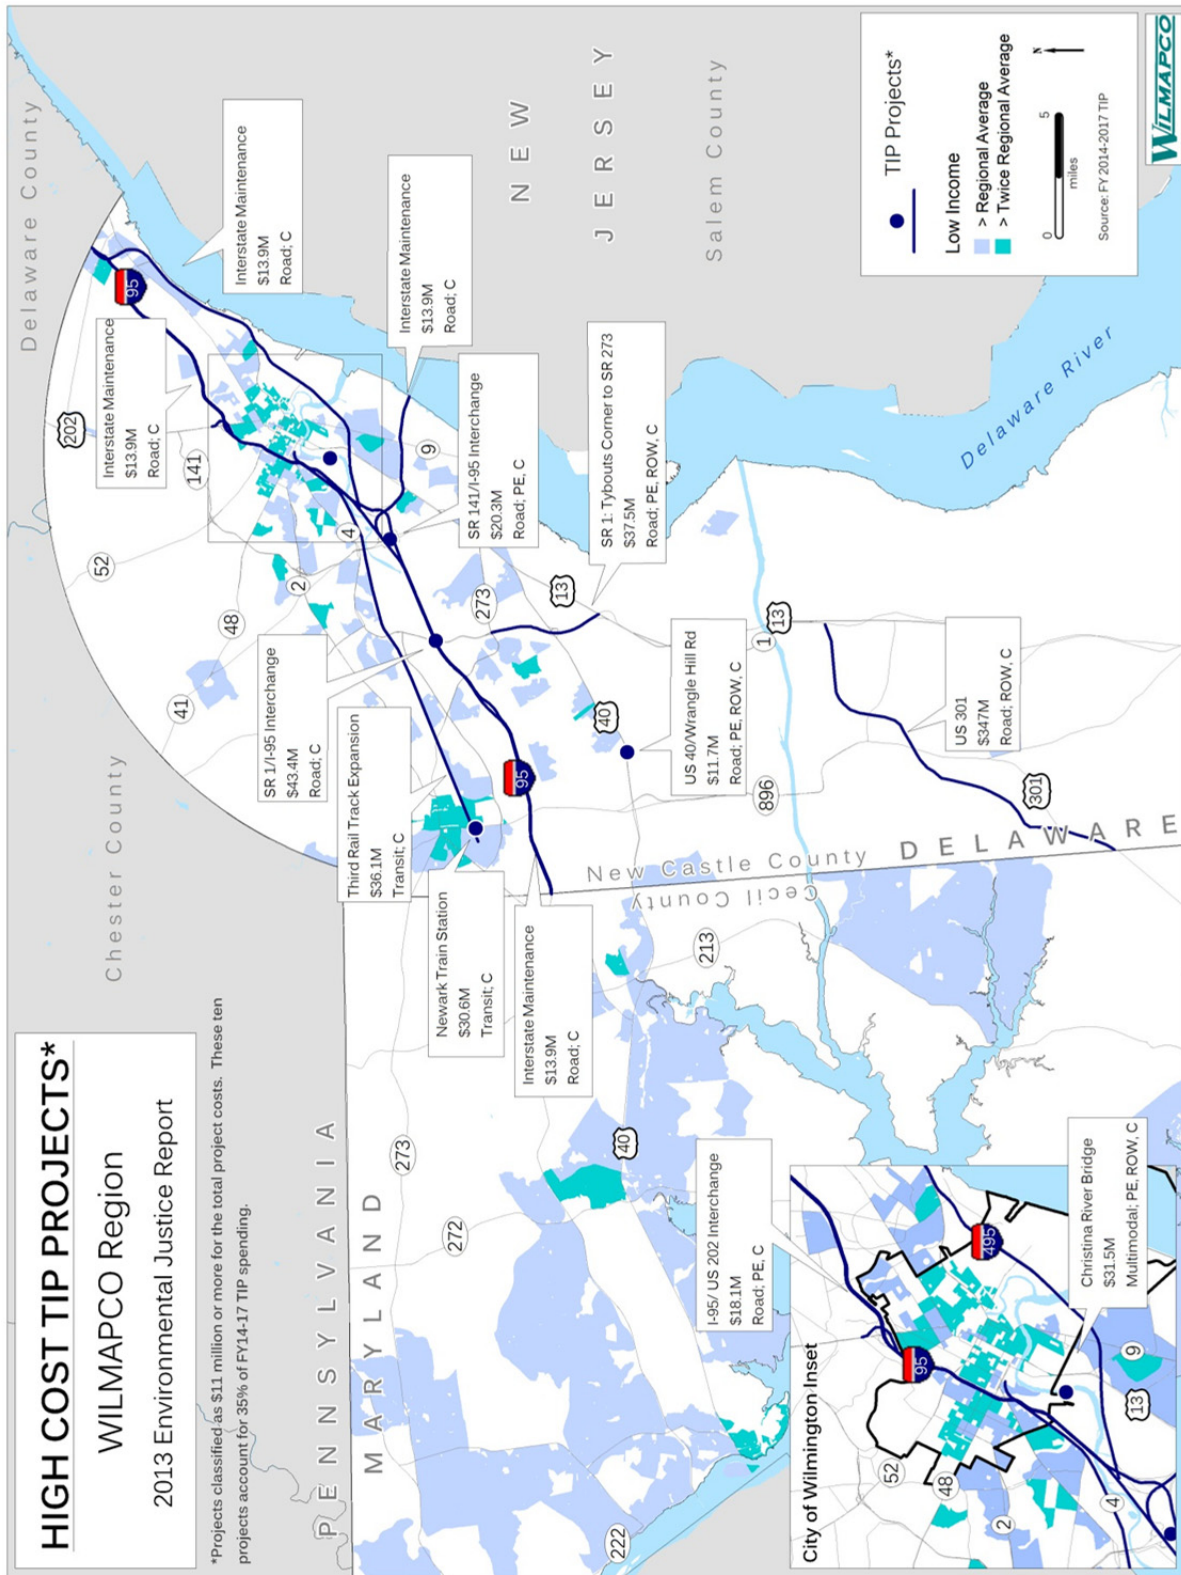 HIGH COST TIP PROJECTS*
WILMAPCO Region
2013 Environmental Justice Report
*Projects classified as $11 million or more for the total project costs. These ten
projects account for 35% of FY14-17 TIP spending.
Chester County
Delaware County
PENNSYLVANIA
MARYLAND
NEW
JERSEY
Salem County
Delaware River
New Castle County
Cecil County
DELAWARE
Interstate Maintenance
$13.9M
Road; C
Interstate Maintenance
$13.9M
Road; C
Interstate Maintenance
$13.9M
Road; C
SR 141/I-95 Interchange
$20.3M
Road; PE, C
SR 1: Tybouts Corner to SR 273
$37.5M
Road; PE, ROW, C
SR 1/I-95 Interchange
$43.4M
Road; C
Third Rail Track Expansion
$36.1M
Transit; C
Newark Train Station
$30.6M
Transit; C
Interstate Maintenance
$13.9M
Road; C
US 40/Wrangle Hill Rd
$11.7M
Road; PE, ROW, C
US 301
$347M
Road; ROW, C
202
95
141
52
48
41
2
4
9
273
13
40
95
896
1
13
301
213
273
272
40
222
City of Wilmington Inset
I-95/ US 202 Interchange
$18.1M
Road; PE, C
Christina River Bridge
$31.5M
Multimodal; PE, ROW, C
95
495
52
48
2
4
13
9
TIP Projects*
Low Income
> Regional Average
> Twice Regional Average
0
5
miles
N
Source: FY 2014-2017 TIP
WILMAPCO